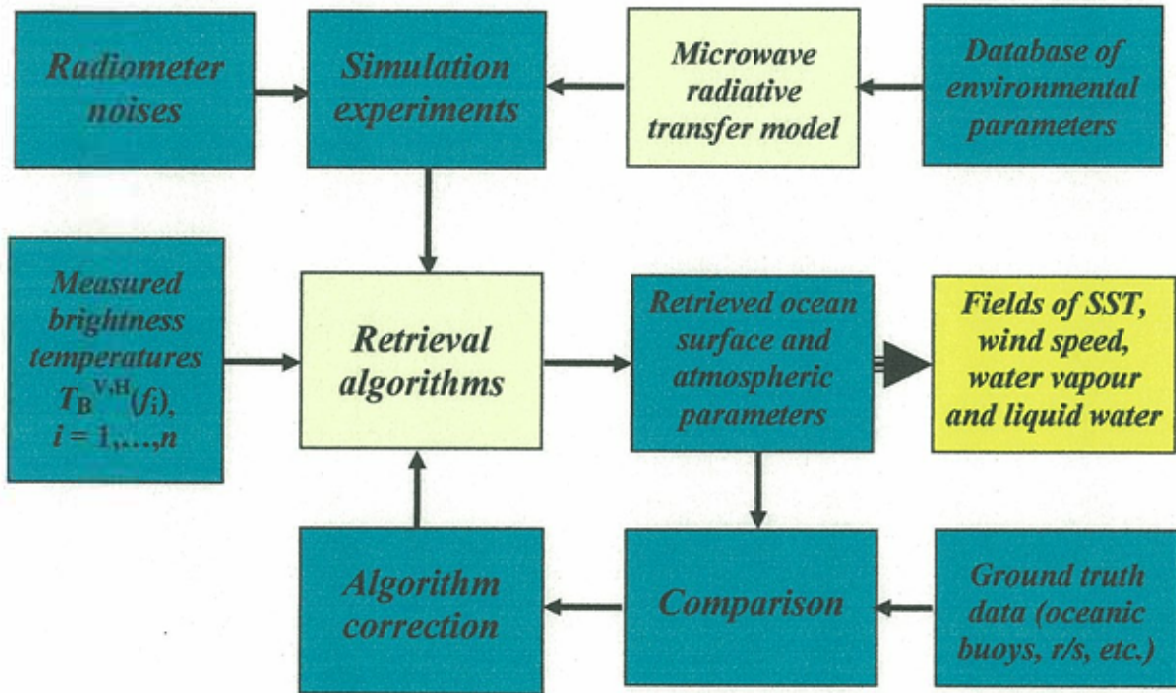 Radiometer
noises
Simulation
experiments
Microwave
radiative
transfer model
Database of
environmental
parameters
Measured
brightness
temperatures
T_B^{V,H}(f_i),
i = 1,…,n
Retrieval
algorithms
Retrieved ocean
surface and
atmospheric
parameters
Fields of SST,
wind speed,
water vapour
and liquid water
Algorithm
correction
Comparison
Ground truth
data (oceanic
buoys, r/s, etc.)